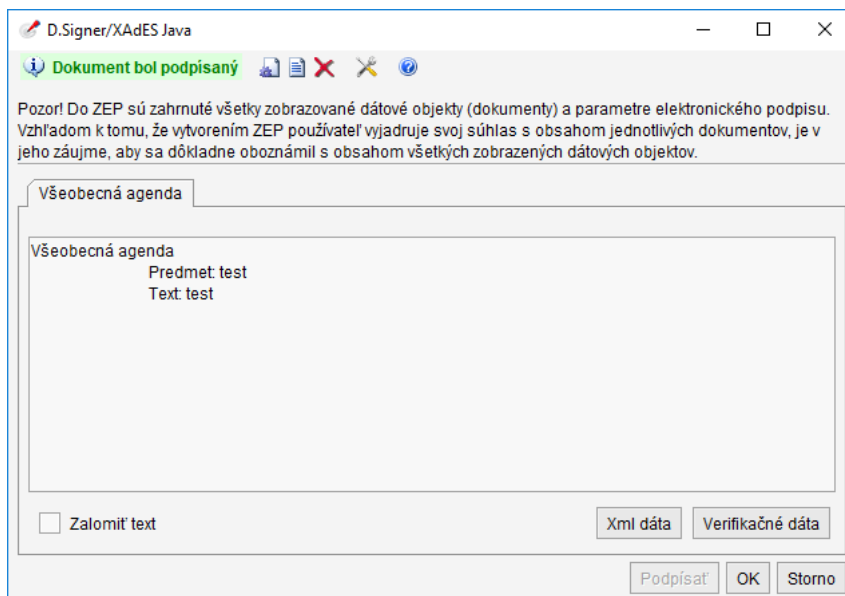 D.Signer/XAdES Java
Dokument bol podpísaný
Pozor! Do ZEP sú zahrnuté všetky zobrazované dátové objekty (dokumenty) a parametre elektronického podpisu.
Vzhľadom k tomu, že vytvorením ZEP používateľ vyjadruje svoj súhlas s obsahom jednotlivých dokumentov, je v
jeho záujme, aby sa dôkladne oboznámil s obsahom všetkých zobrazených dátových objektov.
Všeobecná agenda
Všeobecná agenda
Predmet: test
Text: test
Zalomiť text
Xml dáta
Verifikačné dáta
Podpísať
OK
Storno